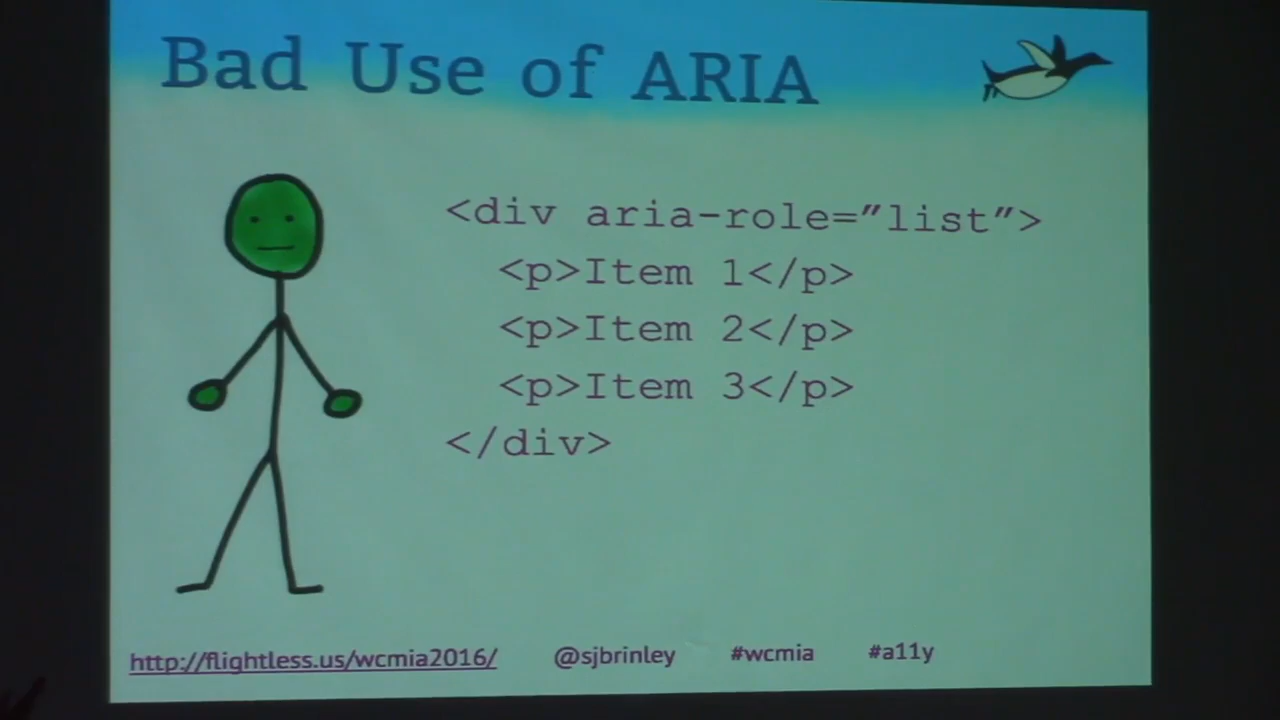 Bad Use of ARIA
<div aria-role=”list”>
<p>Item 1</p>
<p>Item 2</p>
<p>Item 3</p>
</div>
http://flightless.us/wcmia2016/ @sjbrinley #wcmia #a11y